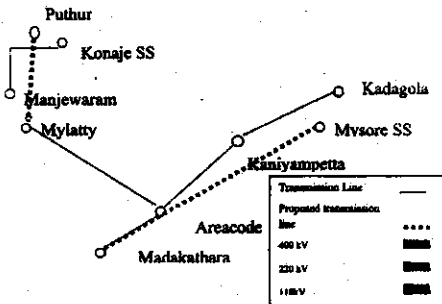 Puthur
Konaje SS
Kadagola
Manjewaram
Mylatty
Mvsore SS
Kaniyampetta
Areacode
Madakathara
Transmission Line
Proposed transmission
line
400 kV
220 kV
110kV